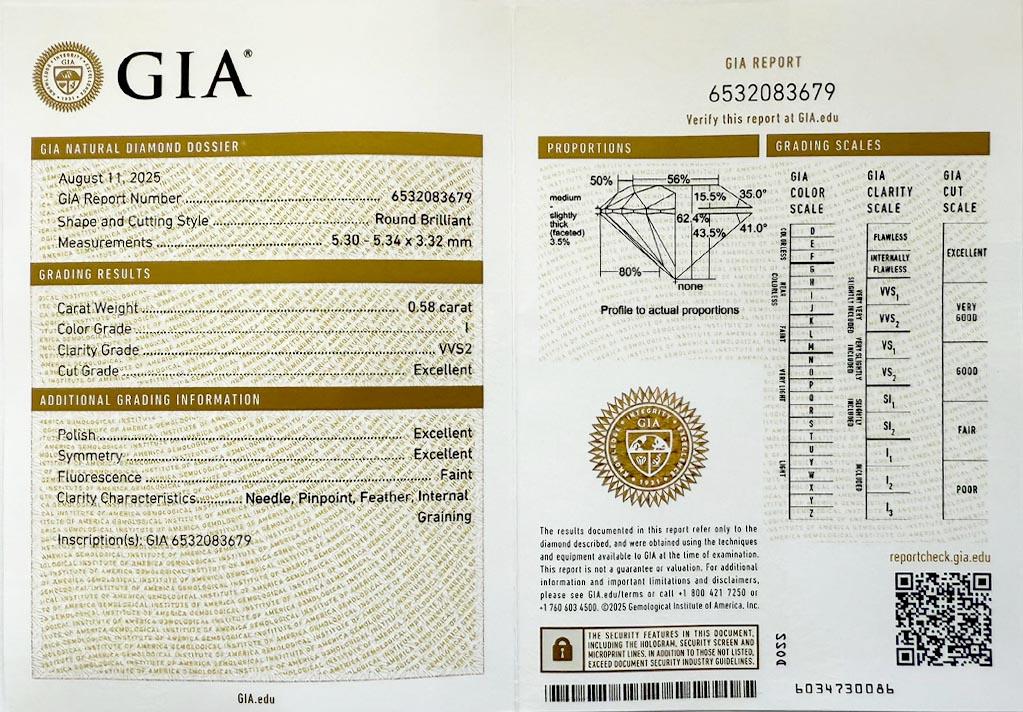 GIA®
GIA NATURAL DIAMOND DOSSIER®
August 11, 2025
GIA Report Number 6532083679
Shape and Cutting Style Round Brilliant
Measurements 5.30 - 5.34 x 3.32 mm
GRADING RESULTS
Carat Weight 0.58 carat
Color Grade I
Clarity Grade VVS2
Cut Grade Excellent
ADDITIONAL GRADING INFORMATION
Polish Excellent
Symmetry Excellent
Fluorescence Faint
Clarity Characteristics Needle, Pinpoint, Feather, Internal
Graining
Inscription(s): GIA 6532083679
GIA.edu
GIA REPORT
6532083679
Verify this report at GIA.edu
PROPORTIONS
50%
56%
15.5%
35.0°
medium
-
slightly
thick
(faceted)
3.5%
62.4%
43.5%
41.0°
80%
none
Profile to actual proportions
GIA
INTEGRITY
1931
The results documented in this report refer only to the
diamond described, and were obtained using the techniques
and equipment available to GIA at the time of examination.
This report is not a guarantee or valuation. For additional
information and important limitations and disclaimers,
please see GIA.edu/terms or call +1 800 421 7250 or
+1 760 603 4500. ©2025 Gemological Institute of America, Inc.
THE SECURITY FEATURES IN THIS DOCUMENT,
INCLUDING THE HOLOGRAM, SECURITY SCREEN AND
MICROPRINT LINES, IN ADDITION TO THOSE NOT LISTED,
EXCEED DOCUMENT SECURITY INDUSTRY GUIDELINES.
GRADING SCALES
GIA
COLOR
SCALE
COLORLESS
D
E
F
NEAR
COLORLESS
G
H
I
J
FAINT
K
L
M
VERY LIGHT
N
O
P
Q
R
LIGHT
S
T
U
V
W
X
Y
Z
GIA
CLARITY
SCALE
FLAWLESS
INTERNALLY
FLAWLESS
VERY VERY
SLIGHTLY INCLUDED
VVS1
VVS2
VERY SLIGHTLY
INCLUDED
VS1
VS2
SLIGHTLY
INCLUDED
SI1
SI2
INCLUDED
I1
I2
I3
GIA
CUT
SCALE
EXCELLENT
VERY
GOOD
GOOD
FAIR
POOR
reportcheck.gia.edu
DOS22
6034730086